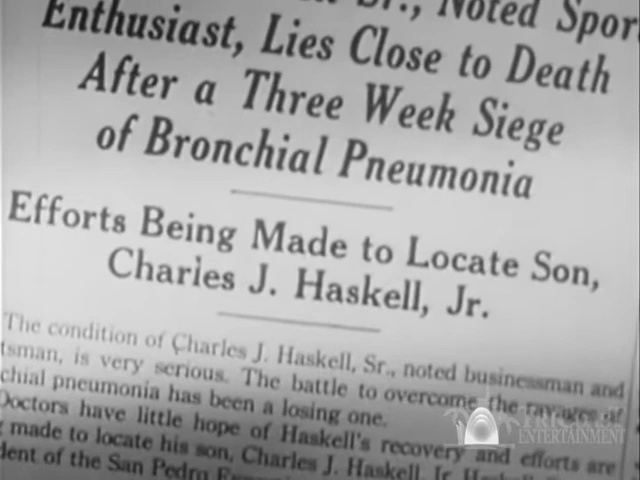 Sr., Noted Spor
Enthusiast, Lies Close to Death
After a Three Week Siege
of Bronchial Pneumonia
Efforts Being Made to Locate Son,
Charles J. Haskell, Jr.
The condition of Charles J. Haskell, Sr., noted businessman and
tsman, is very serious. The battle to overcome the ravages of
chial pneumonia has been a losing one.
Doctors have little hope of Haskell's recovery and efforts are
g made to locate his son, Charles J. Haskell, Jr.
dent of the San Pedro
ENTERTAINMENT